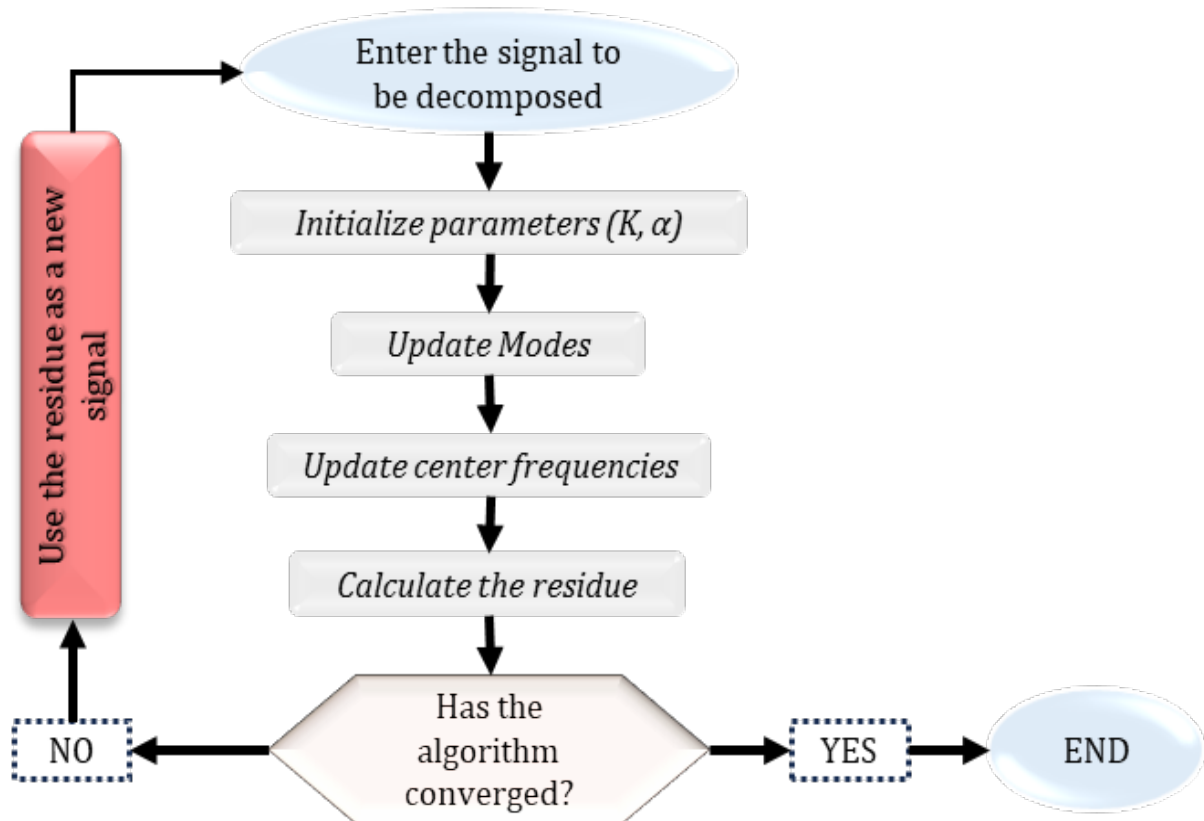 Enter the signal to
be decomposed
Initialize parameters (K, α)
Update Modes
Update center frequencies
Calculate the residue
Has the
algorithm
converged?
NO
YES
END
Use the residue as a new
signal